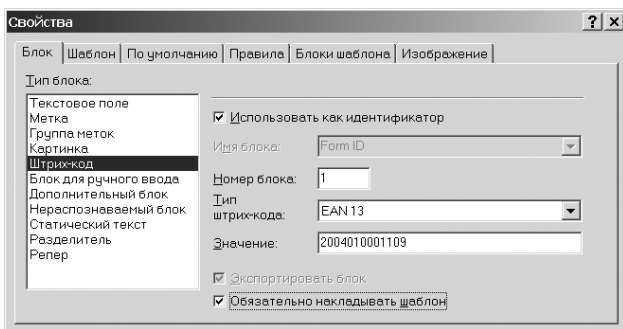 Свойства
Блок Шаблон По умолчанию Правила Блоки шаблона Изображение
Тип блока:
Текстовое поле
Метка
Группа меток
Картинка
Штрих-код
Блок для ручного ввода
Дополнительный блок
Нераспознаваемый блок
Статический текст
Разделитель
Репер
Использовать как идентификатор
Имя блока: Form ID
Номер блока: 1
Тип
штрих-кода: EAN 13
Значение: 2004010001109
Экспортировать блок
Обязательно накладывать шаблон